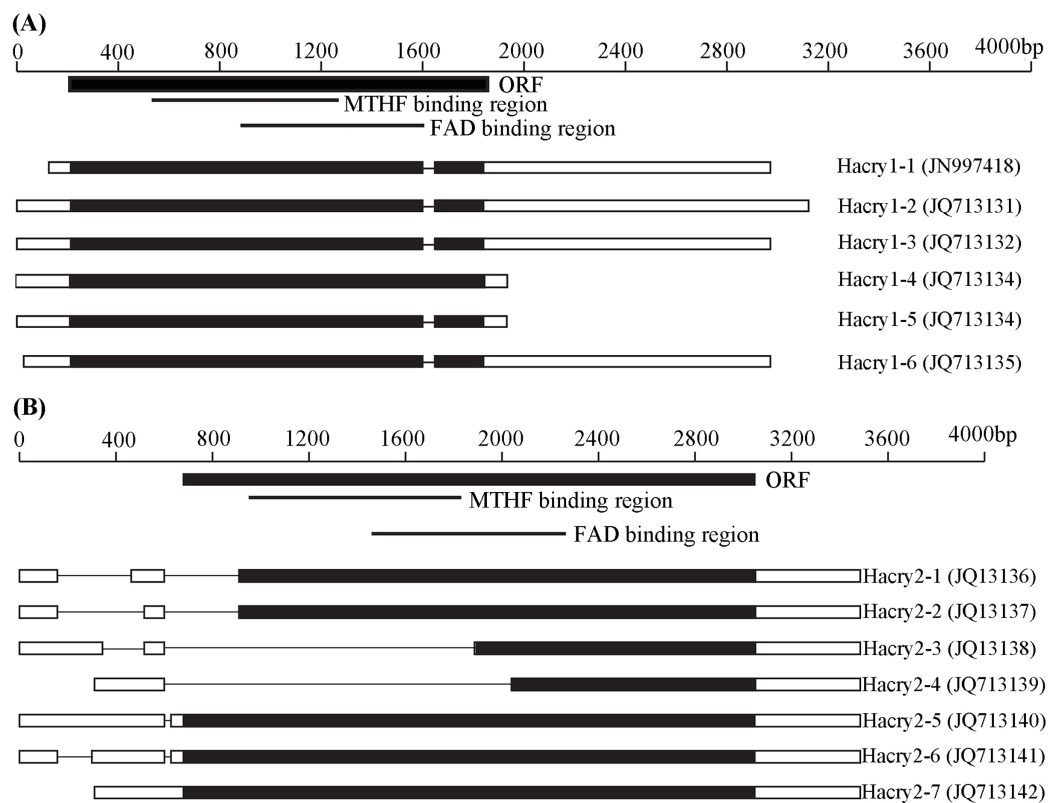 (A)
0 400 800 1200 1600 2000 2400 2800 3200 3600 4000bp
ORF
MTHF binding region
FAD binding region
Hacry1-1 (JN997418)
Hacry1-2 (JQ713131)
Hacry1-3 (JQ713132)
Hacry1-4 (JQ713134)
Hacry1-5 (JQ713134)
Hacry1-6 (JQ713135)
(B)
0 400 800 1200 1600 2000 2400 2800 3200 3600 4000bp
ORF
MTHF binding region
FAD binding region
Hacry2-1 (JQ13136)
Hacry2-2 (JQ13137)
Hacry2-3 (JQ13138)
Hacry2-4 (JQ713139)
Hacry2-5 (JQ713140)
Hacry2-6 (JQ713141)
Hacry2-7 (JQ713142)